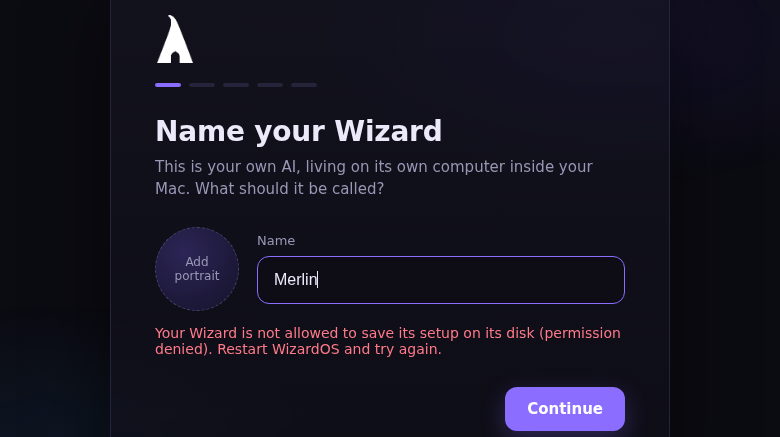 Name your Wizard
This is your own AI, living on its own computer inside your
Mac. What should it be called?
Add
portrait
Name
Merlin
Your Wizard is not allowed to save its setup on its disk (permission
denied). Restart WizardOS and try again.
Continue